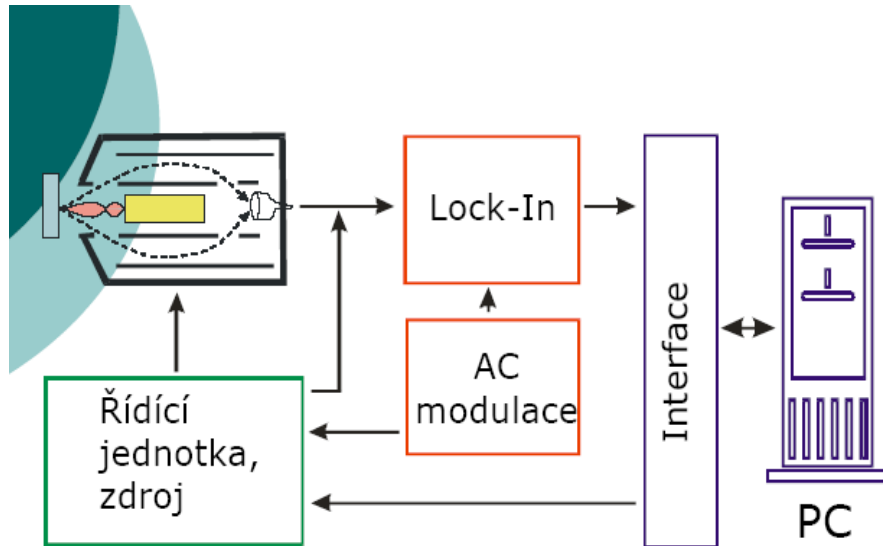 Lock-In
AC
modulace
Řídící
jednotka,
zdroj
Interface
PC